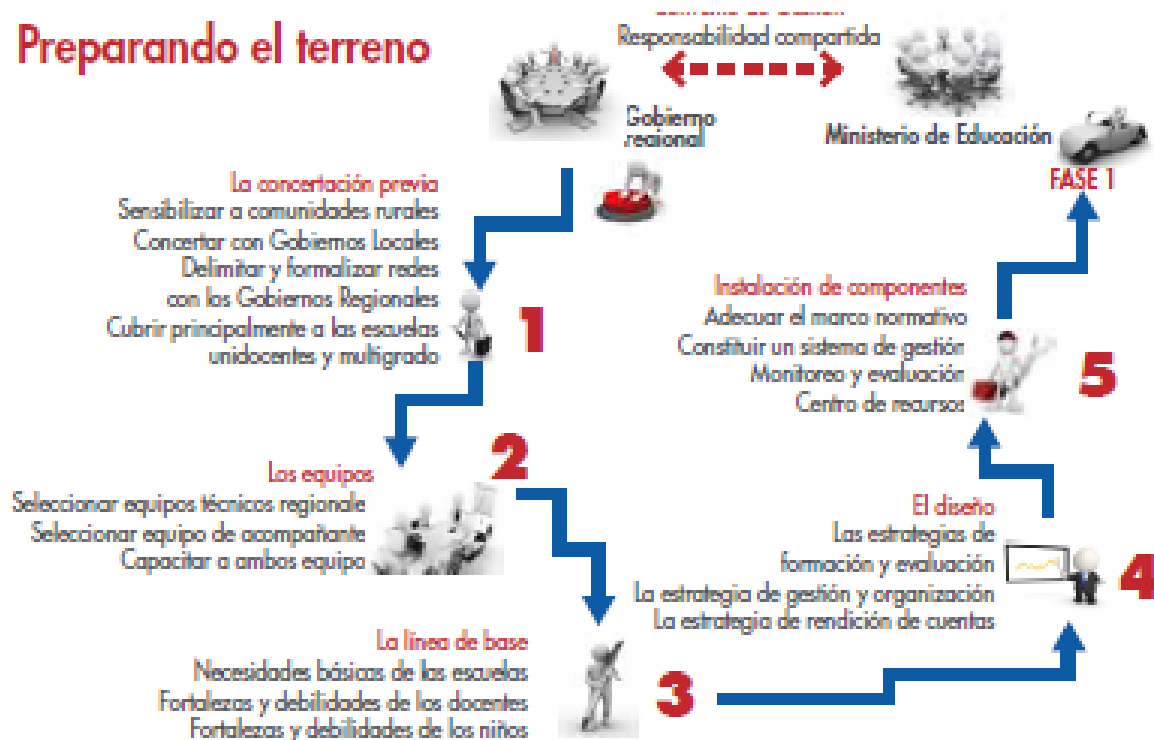 Preparando el terreno
Responsabilidad compartida
Gobierno
regional
Ministerio de Educación
FASE 1
La concertación previa
Sensibilizar a comunidades rurales
Concertar con Gobiernos Locales
Delimitar y formalizar redes
con los Gobiernos Regionales
Cubrir principalmente a las escuelas
unidocentes y multigrado
1
Los equipos
Seleccionar equipos técnicos regionale
Seleccionar equipo de acompañante
Capacitar a ambos equipo
2
La línea de base
Necesidades básicas de las escuelas
Fortalezas y debilidades de los docentes
Fortalezas y debilidades de los niños
3
El diseño
Las estrategias de
formación y evaluación
La estrategia de gestión y organización
La estrategia de rendición de cuentas
4
Instalación de componentes
Adecuar el marco normativo
Constituir un sistema de gestión
Monitoreo y evaluación
Centro de recursos
5